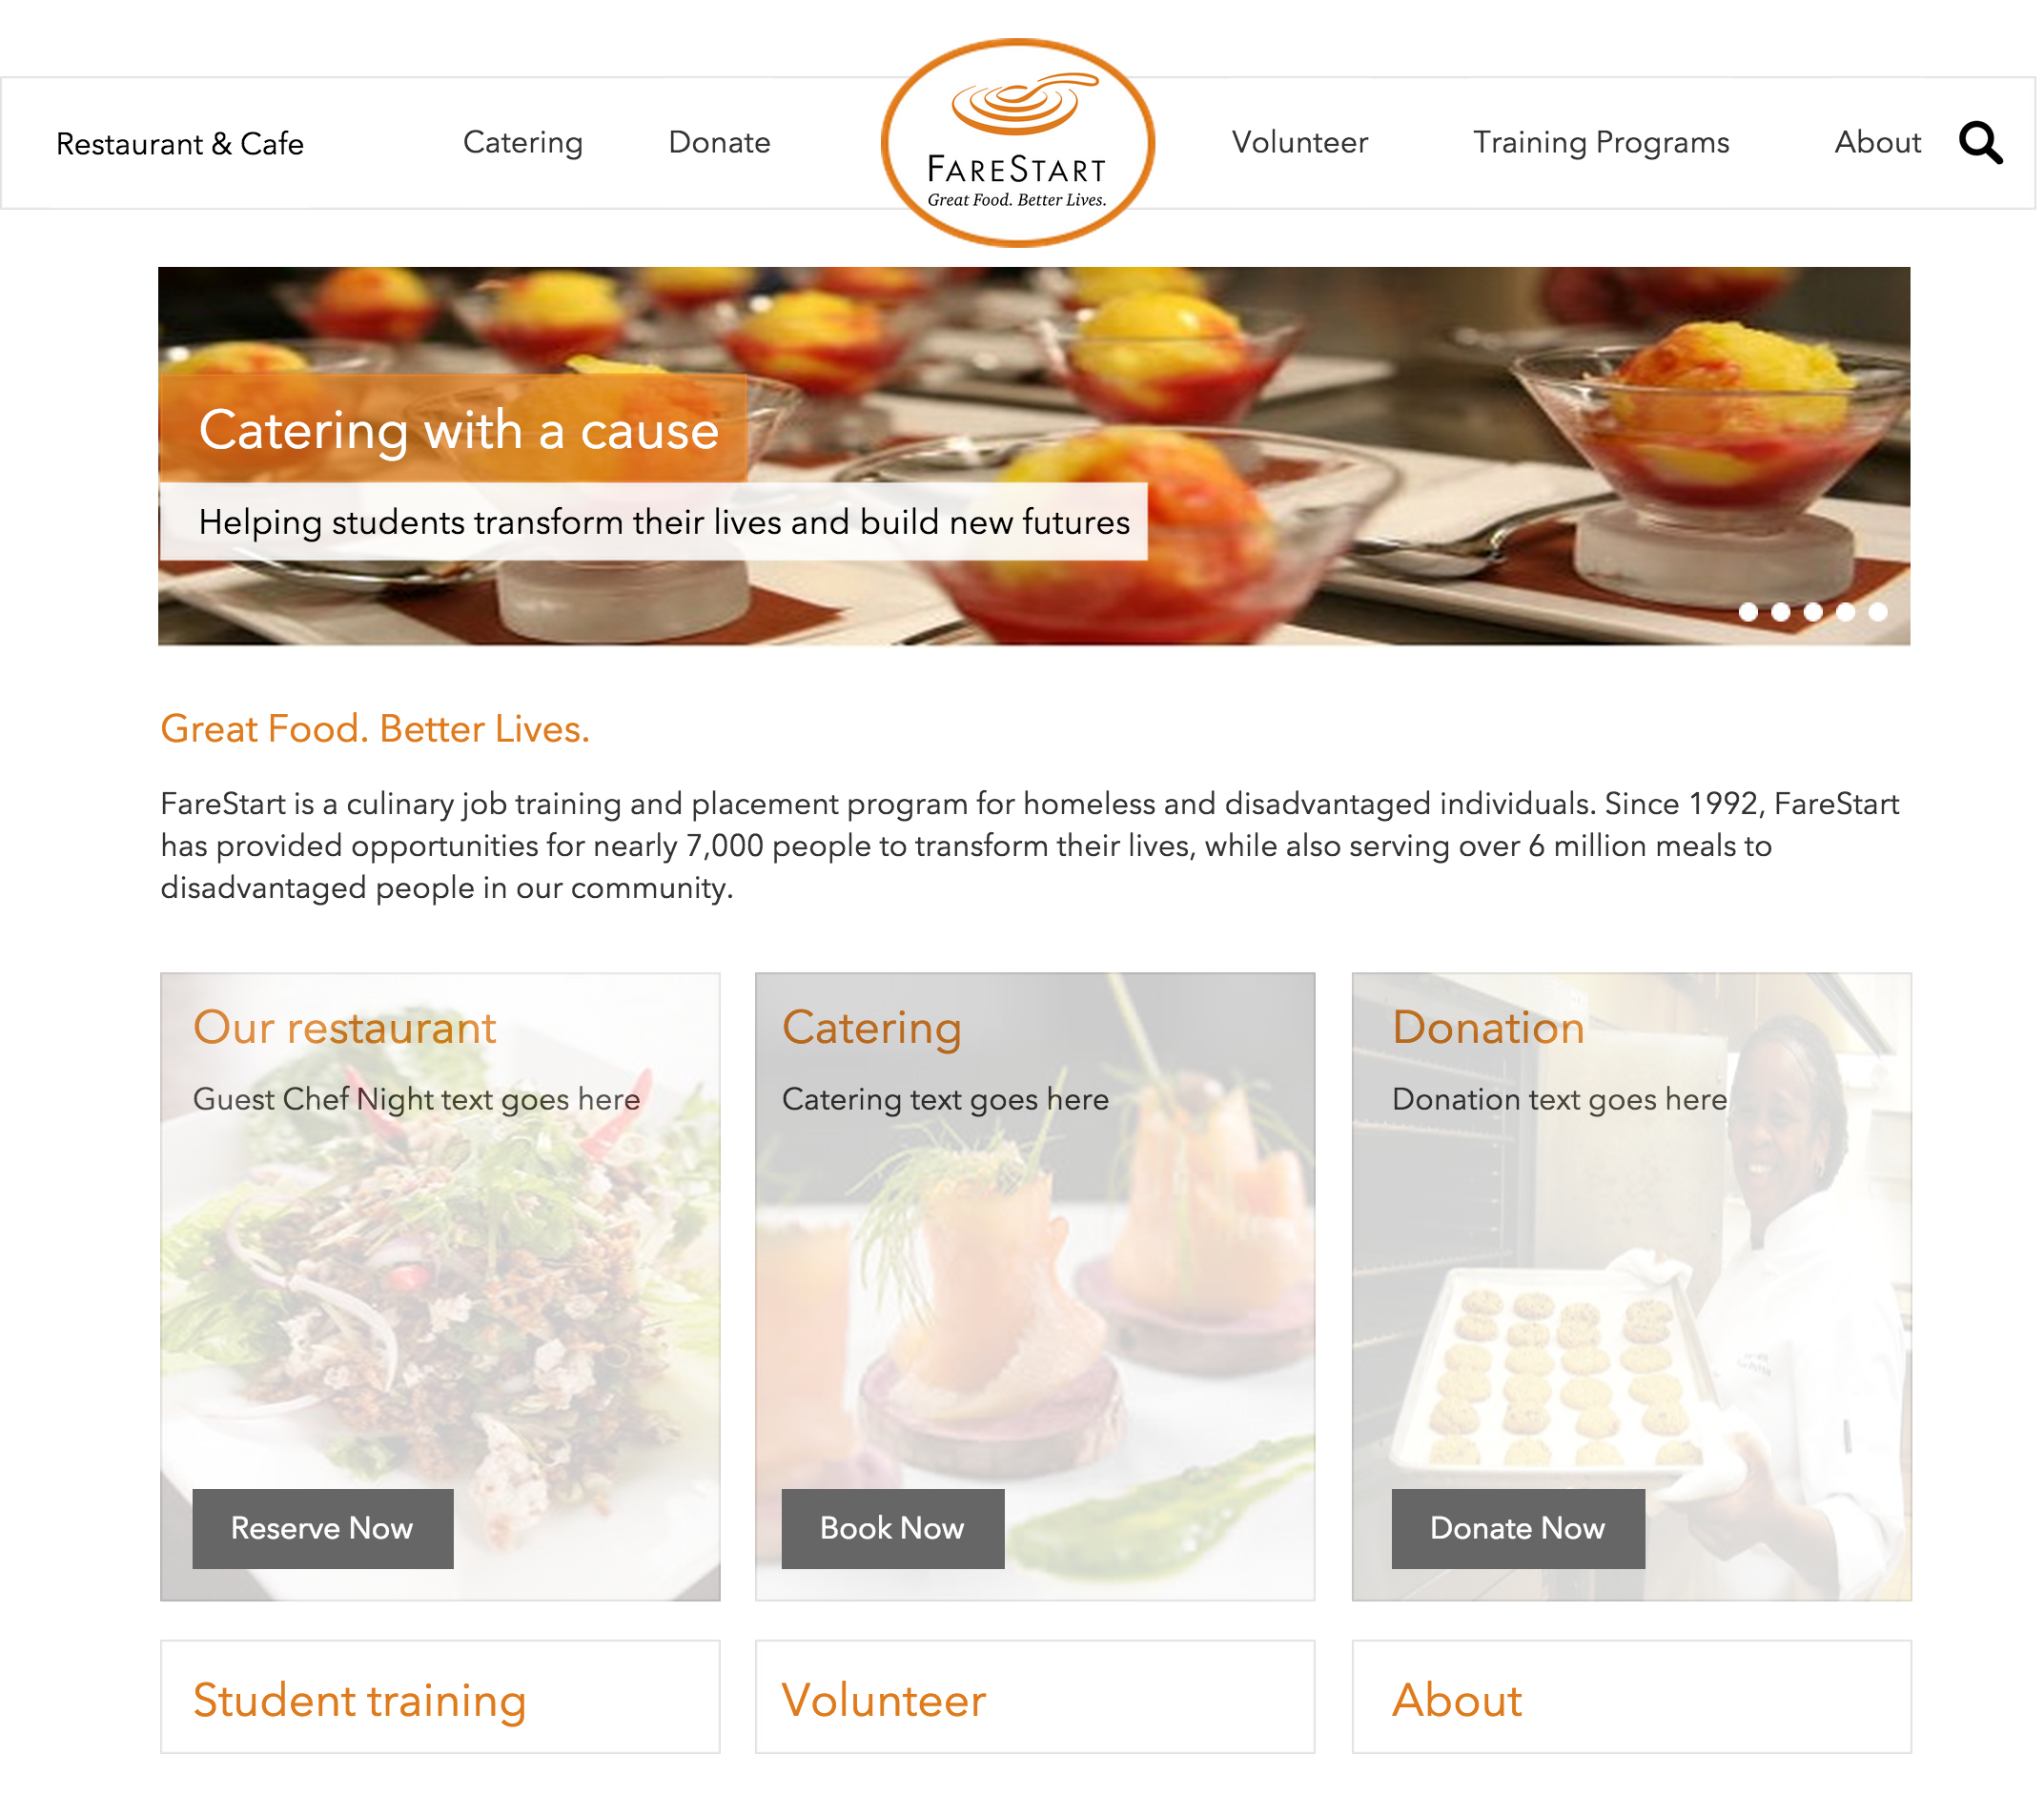 Restaurant & Cafe
Catering
Donate
FARESTART
Great Food. Better Lives.
Volunteer
Training Programs
About
Catering with a cause
Helping students transform their lives and build new futures
Great Food. Better Lives.
FareStart is a culinary job training and placement program for homeless and disadvantaged individuals. Since 1992, FareStart
has provided opportunities for nearly 7,000 people to transform their lives, while also serving over 6 million meals to
disadvantaged people in our community.
Our restaurant
Guest Chef Night text goes here
Reserve Now
Catering
Catering text goes here
Book Now
Donation
Donation text goes here
Donate Now
Student training
Volunteer
About